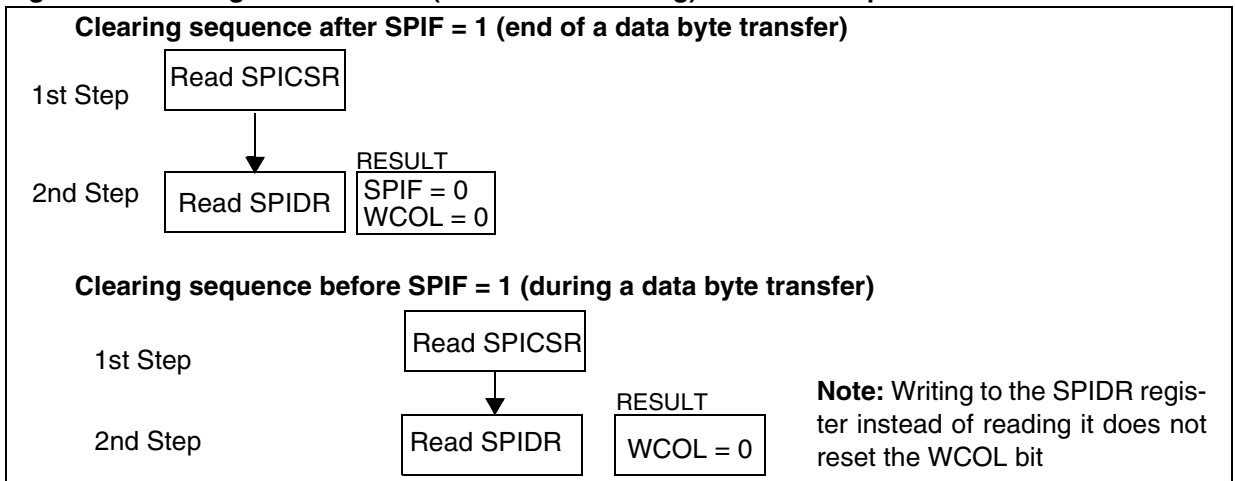 Clearing sequence after SPIF = 1 (end of a data byte transfer)
1st Step
Read SPICSR
RESULT
2nd Step
Read SPIDR
SPIF = 0
WCOL = 0
Clearing sequence before SPIF = 1 (during a data byte transfer)
1st Step
Read SPICSR
RESULT
2nd Step
Read SPIDR
WCOL = 0
Note: Writing to the SPIDR regis-
ter instead of reading it does not
reset the WCOL bit